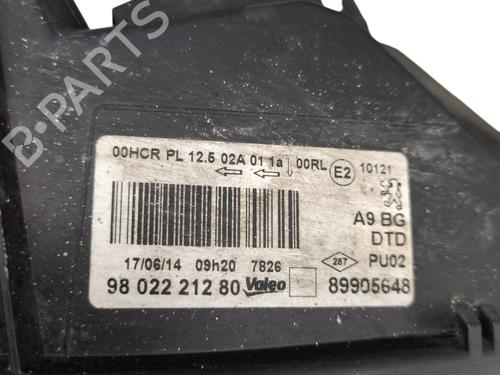 B-PARTS
00HCR PL 12.5 02A 01 1a 00RL E2 10121
A9 BG
DTD
17/06/14 09h20 7826 287 PU02
98 022 212 80 Valeo 89905648